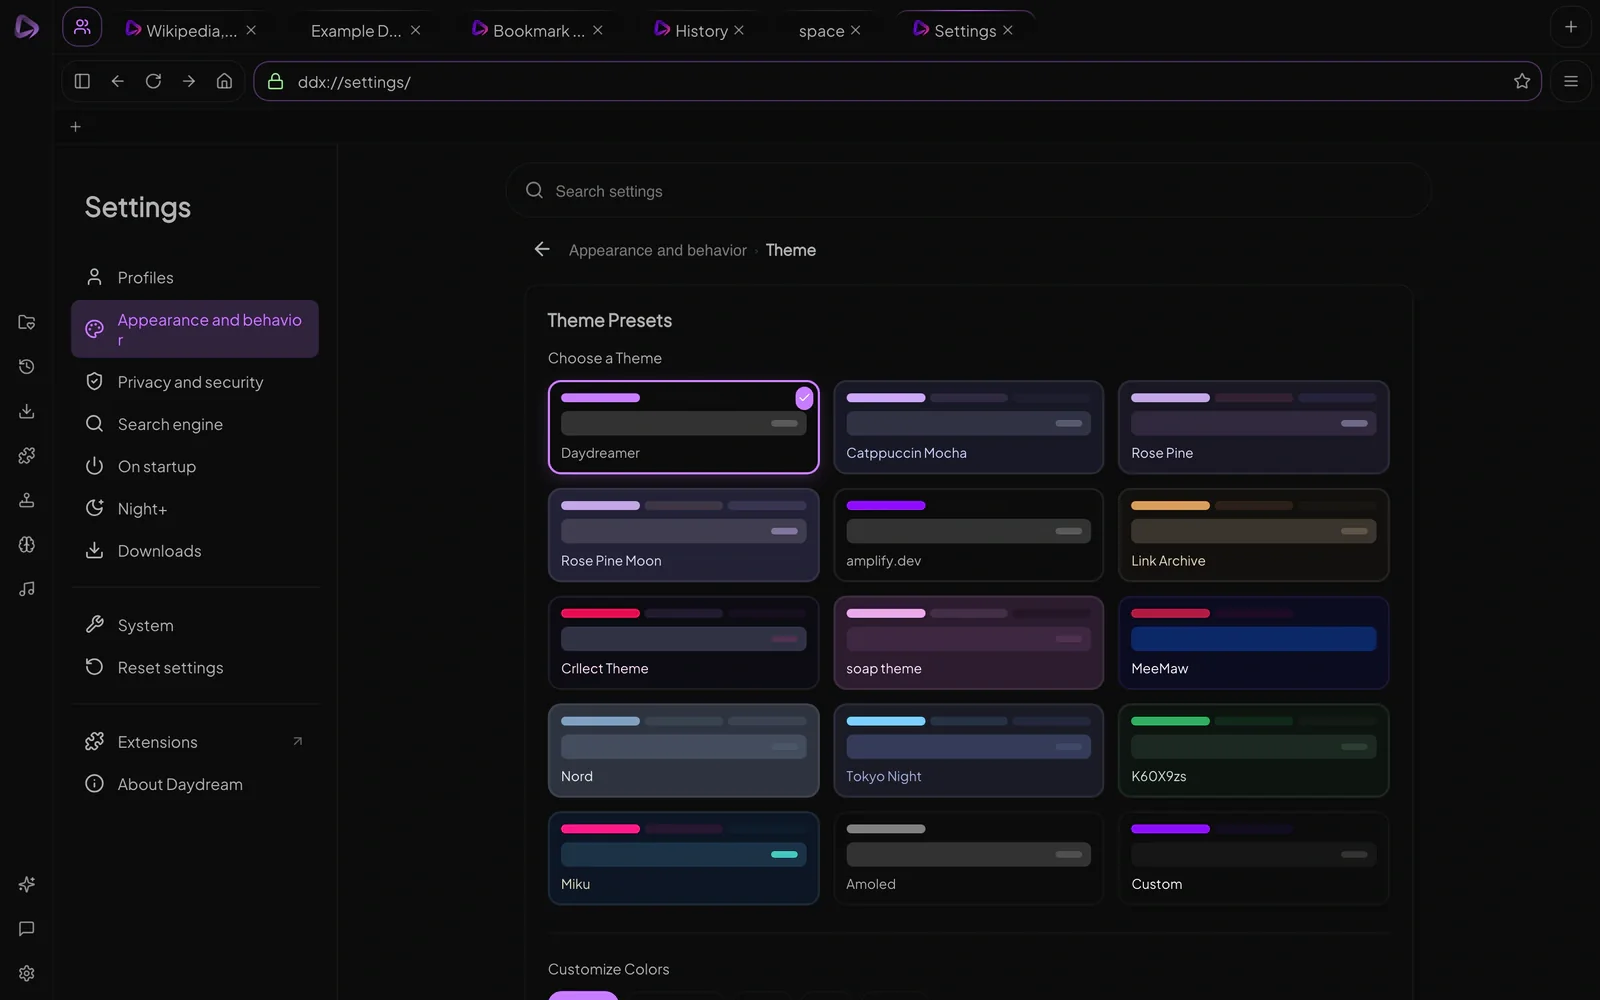 Wikipedia,...
Example D...
Bookmark ...
History
space
Settings
ddx://settings/
Settings
Profiles
Appearance and behavio
r
Privacy and security
Search engine
On startup
Night+
Downloads
System
Reset settings
Extensions
About Daydream
Search settings
Appearance and behavior
Theme
Theme Presets
Choose a Theme
Daydreamer
Catppuccin Mocha
Rose Pine
Rose Pine Moon
amplify.dev
Link Archive
Crllect Theme
soap theme
MeeMaw
Nord
Tokyo Night
K60X9zs
Miku
Amoled
Custom
Customize Colors